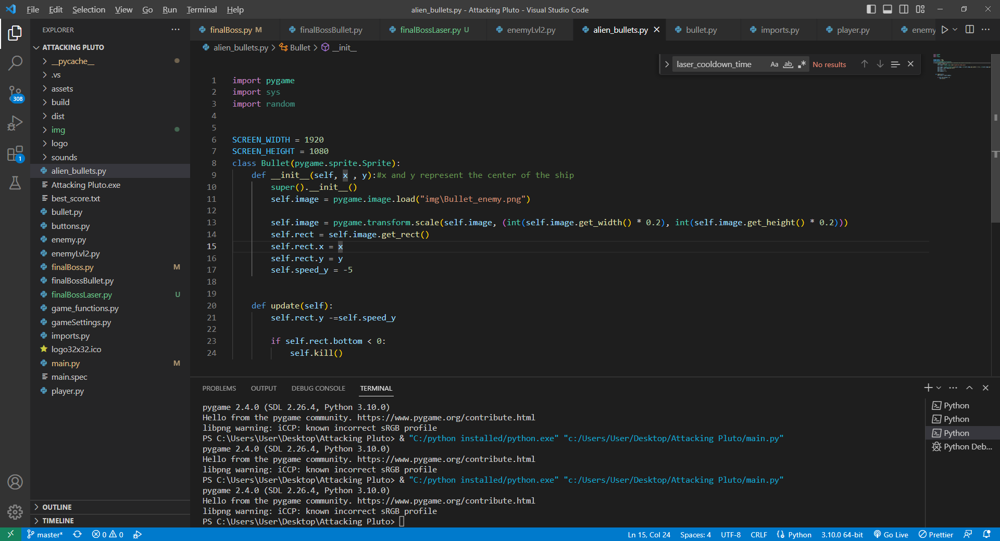 File Edit Selection View Go Run Terminal Help
alien_bullets.py - Attacking Pluto - Visual Studio Code
EXPLORER
ATTACKING PLUTO
__pycache__
.vs
assets
build
dist
img
logo
sounds
alien_bullets.py
Attacking Pluto.exe
best_score.txt
bullet.py
buttons.py
enemy.py
enemyLvl2.py
finalBoss.py M
finalBossBullet.py
finalBossLaser.py U
game_functions.py
gameSettings.py
imports.py
logo32x32.ico
main.py M
main.spec
player.py
OUTLINE
TIMELINE
308
1
finalBoss.py M finalBossBullet.py finalBossLaser.py U enemyLvl2.py alien_bullets.py bullet.py imports.py player.py enemy
alien_bullets.py > Bullet > __init__
laser_cooldown_time Aa ab No results
1 import pygame
2 import sys
3 import random
4
5
6 SCREEN_WIDTH = 1920
7 SCREEN_HEIGHT = 1080
8 class Bullet(pygame.sprite.Sprite):
9 def __init__(self, x , y):#x and y represent the center of the ship
10 super().__init__()
11 self.image = pygame.image.load("img\Bullet_enemy.png")
12
13 self.image = pygame.transform.scale(self.image, (int(self.image.get_width() * 0.2), int(self.image.get_height() * 0.2)))
14 self.rect = self.image.get_rect()
15 self.rect.x = x
16 self.rect.y = y
17 self.speed_y = -5
18
19
20 def update(self):
21 self.rect.y -=self.speed_y
22
23 if self.rect.bottom < 0:
24 self.kill()
PROBLEMS OUTPUT DEBUG CONSOLE TERMINAL
pygame 2.4.0 (SDL 2.26.4, Python 3.10.0)
Hello from the pygame community. https://www.pygame.org/contribute.html
libpng warning: iCCP: known incorrect sRGB profile
PS C:\Users\User\Desktop\Attacking Pluto> & "C:/python installed/python.exe" "c:/Users/User/Desktop/Attacking Pluto/main.py"
pygame 2.4.0 (SDL 2.26.4, Python 3.10.0)
Hello from the pygame community. https://www.pygame.org/contribute.html
libpng warning: iCCP: known incorrect sRGB profile
PS C:\Users\User\Desktop\Attacking Pluto> & "C:/python installed/python.exe" "c:/Users/User/Desktop/Attacking Pluto/main.py"
pygame 2.4.0 (SDL 2.26.4, Python 3.10.0)
Hello from the pygame community. https://www.pygame.org/contribute.html
libpng warning: iCCP: known incorrect sRGB profile
PS C:\Users\User\Desktop\Attacking Pluto>
Python
Python
Python
Python Deb...
master* 0 0 Ln 15, Col 24 Spaces: 4 UTF-8 CRLF Python 3.10.0 64-bit Go Live Prettier